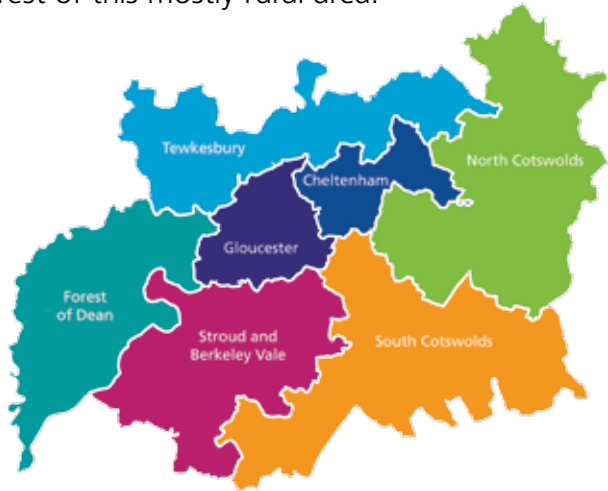 rest of this mostly rural area.
Tewkesbury
North Cotswolds
Cheltenham
Gloucester
Forest
of Dean
Stroud and
Berkeley Vale
South Cotswolds